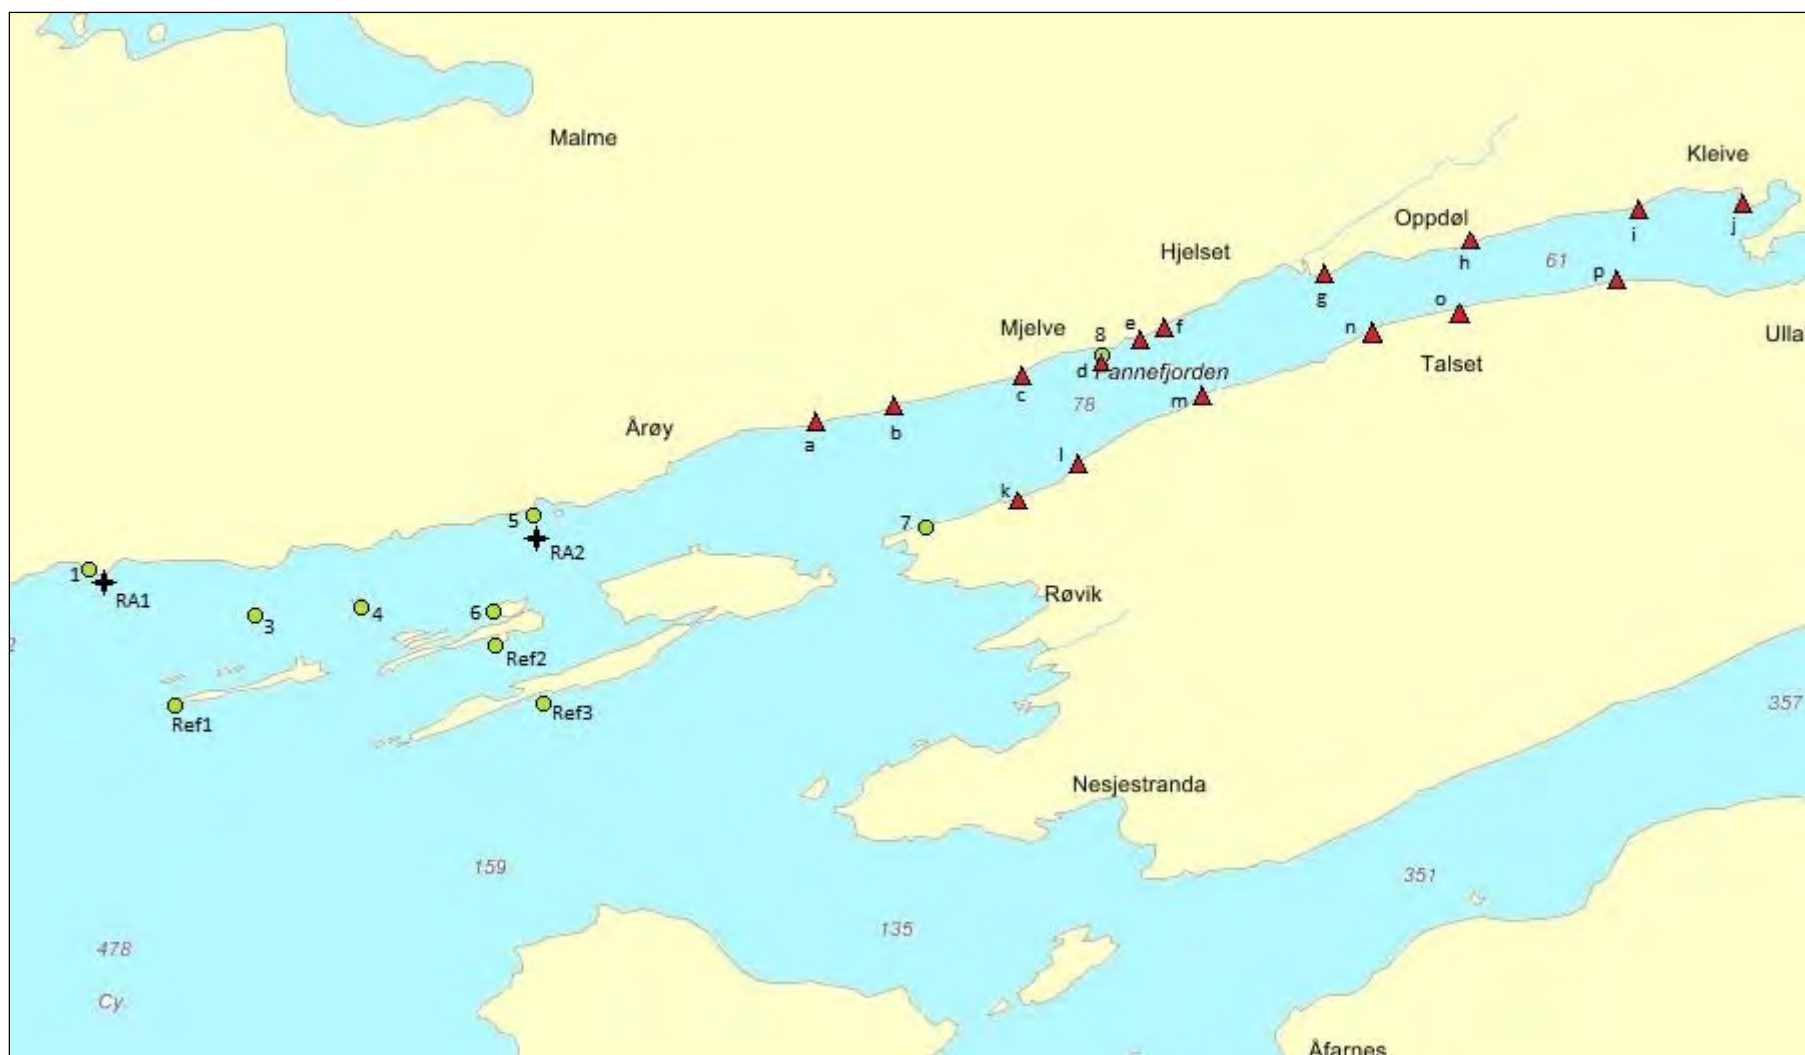 Malme
Kleive
Oppdøl
i
j
Hjelset
h
61
g
p
o
Mjelve
8
e
f
n
Ulla
d
Fannefjorden
Talset
c
78
m
Årøy
a
b
l
k
5
7
RA2
1
RA1
Røvik
3
4
6
2
Ref2
Ref1
Ref3
357
Nesjestranda
159
351
135
478
Cy.
Åfarnes